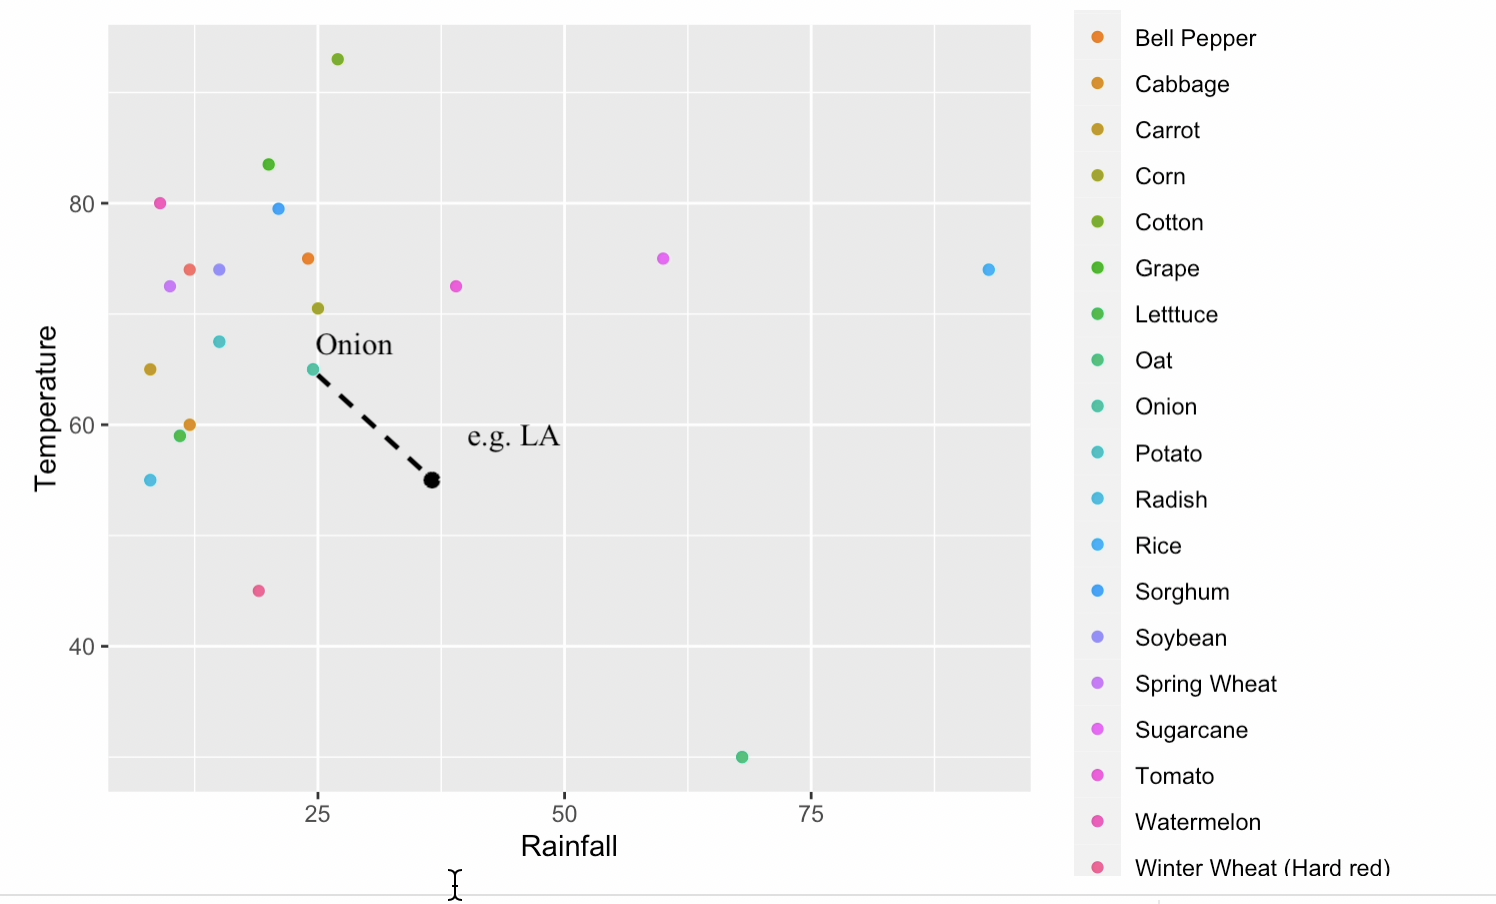 80
60
40
Temperature
25
50
75
Rainfall
Onion
e.g. LA
Bell Pepper
Cabbage
Carrot
Corn
Cotton
Grape
Letttuce
Oat
Onion
Potato
Radish
Rice
Sorghum
Soybean
Spring Wheat
Sugarcane
Tomato
Watermelon
Winter Wheat (Hard red)